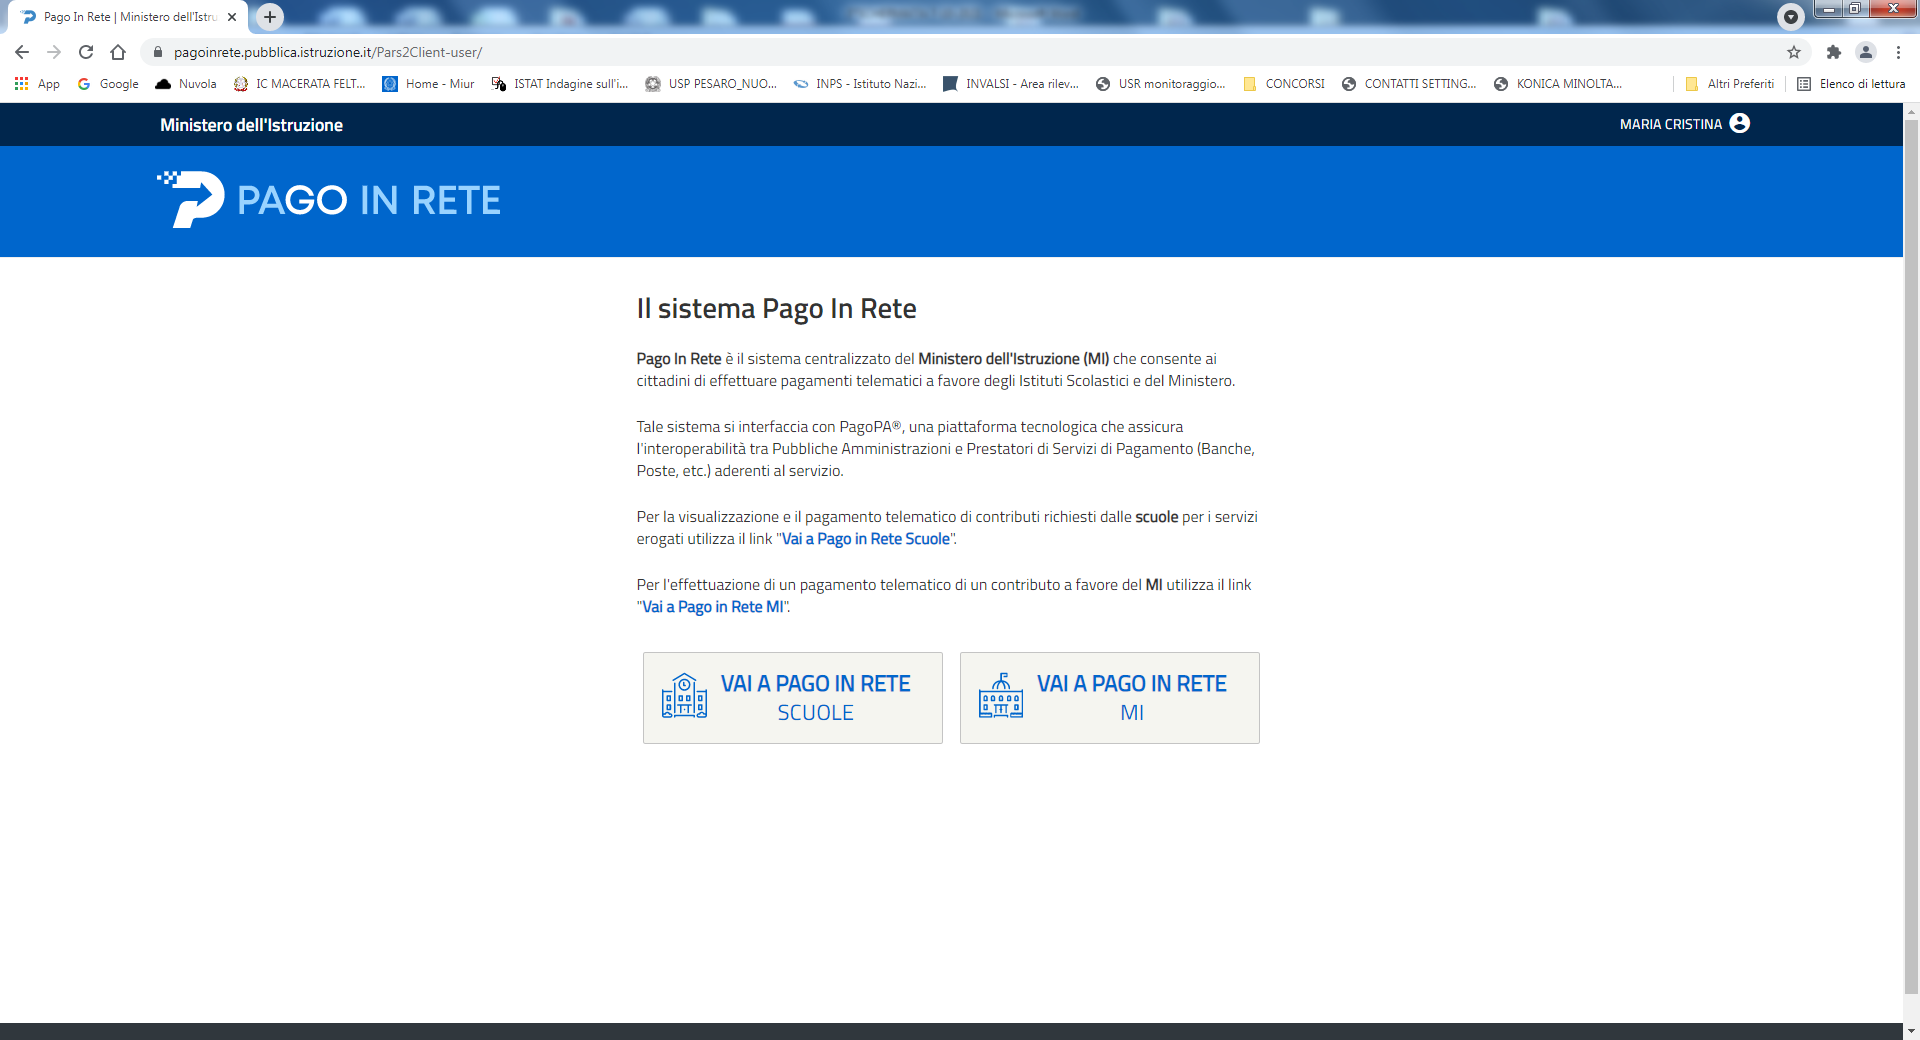 Pago In Rete | Ministero dell'Istru
pagoinrete.pubblica.istruzione.it/Pars2Client-user/
App Google Nuvola IC MACERATA FELT... Home - Miur ISTAT Indagine sull'i... USP PESARO_NUO... INPS - Istituto Nazi... INVALSI - Area rilev... USR monitoraggio... CONCORSI CONTATTI SETTING... KONICA MINOLTA... Altri Preferiti Elenco di lettura
Ministero dell'Istruzione MARIA CRISTINA
PAGO IN RETE
Il sistema Pago In Rete
Pago In Rete è il sistema centralizzato del Ministero dell'Istruzione (MI) che consente ai
cittadini di effettuare pagamenti telematici a favore degli Istituti Scolastici e del Ministero.
Tale sistema si interfaccia con PagoPA®, una piattaforma tecnologica che assicura
l'interoperabilità tra Pubbliche Amministrazioni e Prestatori di Servizi di Pagamento (Banche,
Poste, etc.) aderenti al servizio.
Per la visualizzazione e il pagamento telematico di contributi richiesti dalle scuole per i servizi
erogati utilizza il link "Vai a Pago in Rete Scuole".
Per l'effettuazione di un pagamento telematico di un contributo a favore del MI utilizza il link
"Vai a Pago in Rete MI".
VAI A PAGO IN RETE
SCUOLE
VAI A PAGO IN RETE
MI